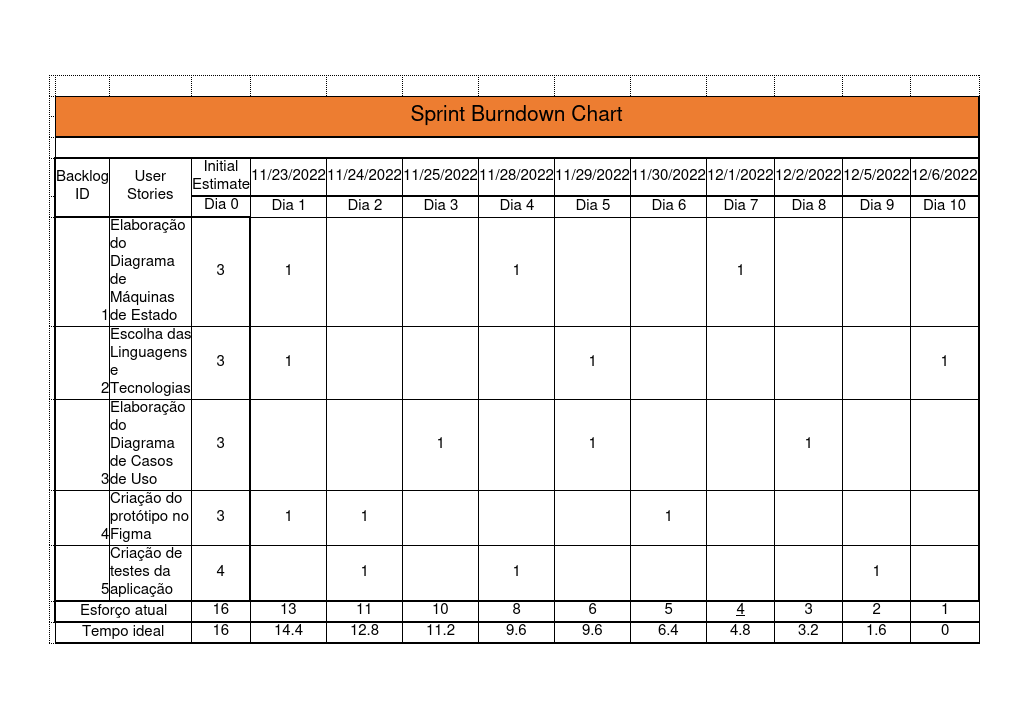 Sprint Burndown Chart
Backlog ID User Stories Initial Estimate 11/23/2022 11/24/2022 11/25/2022 11/28/2022 11/29/2022 11/30/2022 12/1/2022 12/2/2022 12/5/2022 12/6/2022
Dia 0 Dia 1 Dia 2 Dia 3 Dia 4 Dia 5 Dia 6 Dia 7 Dia 8 Dia 9 Dia 10
1 Elaboração do Diagrama de Máquinas de Estado 3 1 1 1
2 Escolha das Linguagens e Tecnologias 3 1 1 1
3 Elaboração do Diagrama de Casos de Uso 3 1 1 1
4 Criação do protótipo no Figma 3 1 1 1
5 Criação de testes da aplicação 4 1 1 1
Esforço atual 16 13 11 10 8 6 5 4 3 2 1
Tempo ideal 16 14.4 12.8 11.2 9.6 9.6 6.4 4.8 3.2 1.6 0